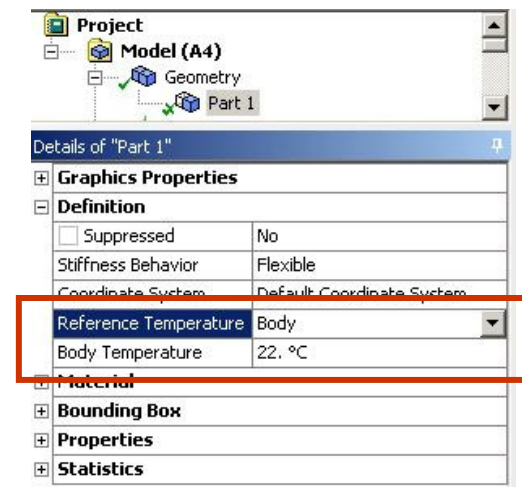 Project
Model (A4)
Geometry
Part 1
Details of "Part 1"
Graphics Properties
Definition
Suppressed No
Stiffness Behavior Flexible
Coordinate System Default Coordinate System
Reference Temperature Body
Body Temperature 22. °C
Material
Bounding Box
Properties
Statistics